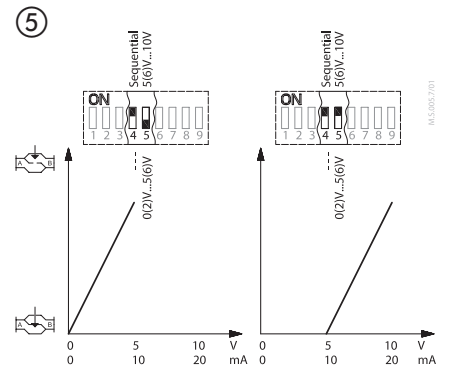 5
Sequential
5(6)V...10V
Sequential
5(6)V...10V
ON
1 2 3 4 5 6 7 8 9
ON
1 2 3 4 5 6 7 8 9
M.5.005.7/01
---
0(2)V...5(6)V
---
0(2)V...5(6)V
A B
A B
0 5 10 V
0 10 20 mA
0 5 10 V
0 10 20 mA